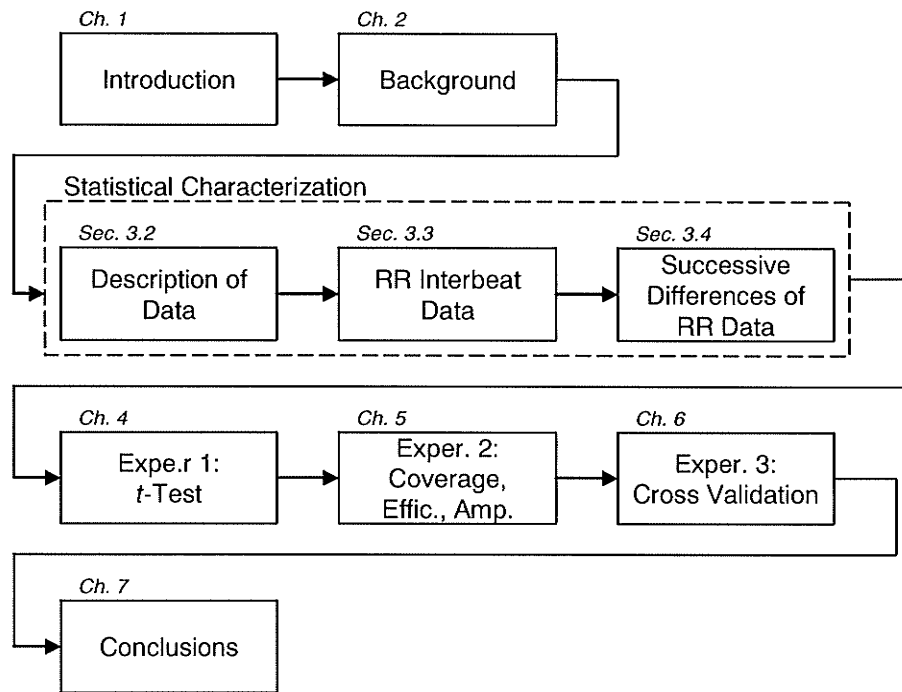 Ch. 1
Introduction
Ch. 2
Background
Statistical Characterization
Sec. 3.2
Description of
Data
Sec. 3.3
RR Interbeat
Data
Sec. 3.4
Successive
Differences of
RR Data
Ch. 4
Expe.r 1:
t-Test
Ch. 5
Exper. 2:
Coverage,
Effic., Amp.
Ch. 6
Exper. 3:
Cross Validation
Ch. 7
Conclusions